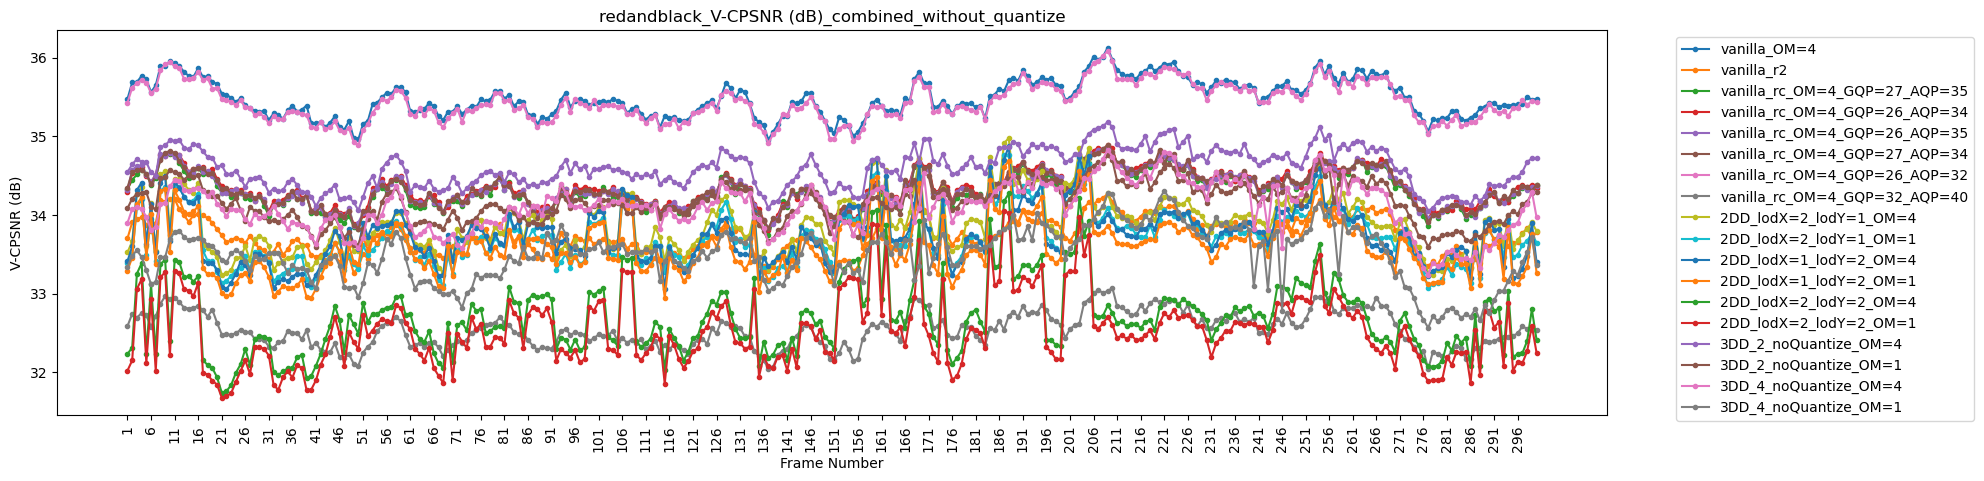 redandblack_V-CPSNR (dB)_combined_without_quantize
V-CPSNR (dB)
36
35
34
33
32
1 6 11 16 21 26 31 36 41 46 51 56 61 66 71 76 81 86 91 96 101 106 111 116 121 126 131 136 141 146 151 156 161 166 171 176 181 186 191 196 201 206 211 216 221 226 231 236 241 246 251 256 261 266 271 276 281 286 291 296
Frame Number
vanilla_OM=4
vanilla_r2
vanilla_rc_OM=4_GQP=27_AQP=35
vanilla_rc_OM=4_GQP=26_AQP=34
vanilla_rc_OM=4_GQP=26_AQP=35
vanilla_rc_OM=4_GQP=27_AQP=34
vanilla_rc_OM=4_GQP=26_AQP=32
vanilla_rc_OM=4_GQP=32_AQP=40
2DD_lodX=2_lodY=1_OM=4
2DD_lodX=2_lodY=1_OM=1
2DD_lodX=1_lodY=2_OM=4
2DD_lodX=1_lodY=2_OM=1
2DD_lodX=2_lodY=2_OM=4
2DD_lodX=2_lodY=2_OM=1
3DD_2_noQuantize_OM=4
3DD_2_noQuantize_OM=1
3DD_4_noQuantize_OM=4
3DD_4_noQuantize_OM=1